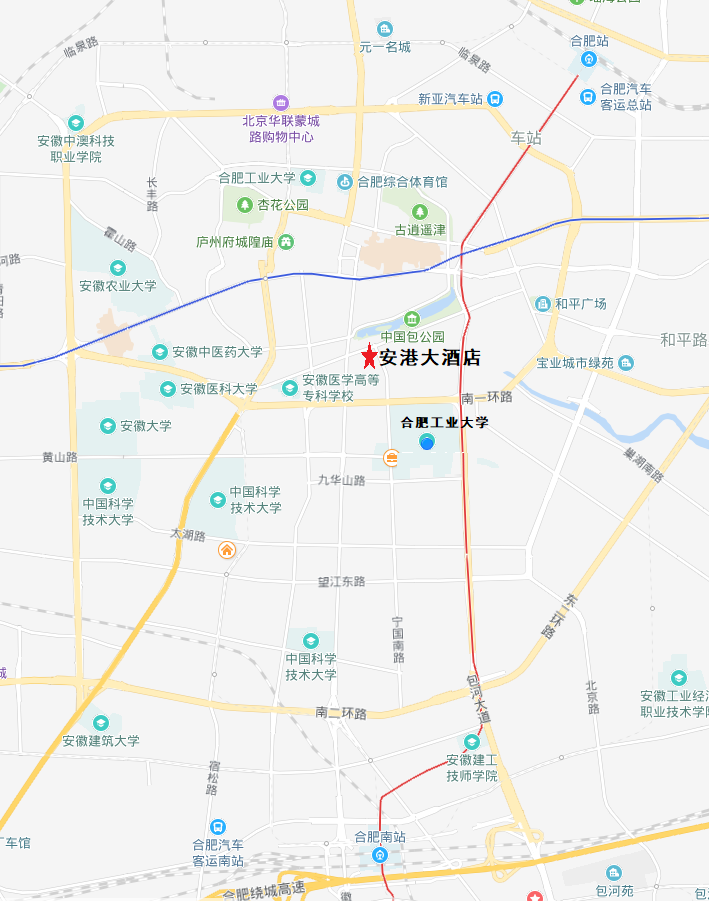 临泉路
元一名城
临泉路
合肥站
新亚汽车站
合肥汽车
客运总站
北京华联蒙城
路购物中心
安徽中澳科技
职业学院
车站
合肥工业大学
合肥综合体育馆
长丰路
杏花公园
古逍遥津
霍山路
庐州府城隍庙
河路
安徽农业大学
和平广场
中国包公园
和平路
安徽中医药大学
安港大酒店
宝业城市绿苑
安徽医科大学
安徽医学高等
专科学校
南一环路
安徽大学
合肥工业大学
黄山路
巢湖南路
九华山路
中国科学
技术大学
中国科学
技术大学
太湖路
望江东路
东二环路
宁国南路
中国科学
技术大学
城
包河大道
北京路
安徽工业经济
职业技术学院
南二环路
安徽建筑大学
安徽建工
技师学院
宿松路
合肥汽车
客运南站
合肥南站
车馆
合肥绕城高速
徽
包河苑
包